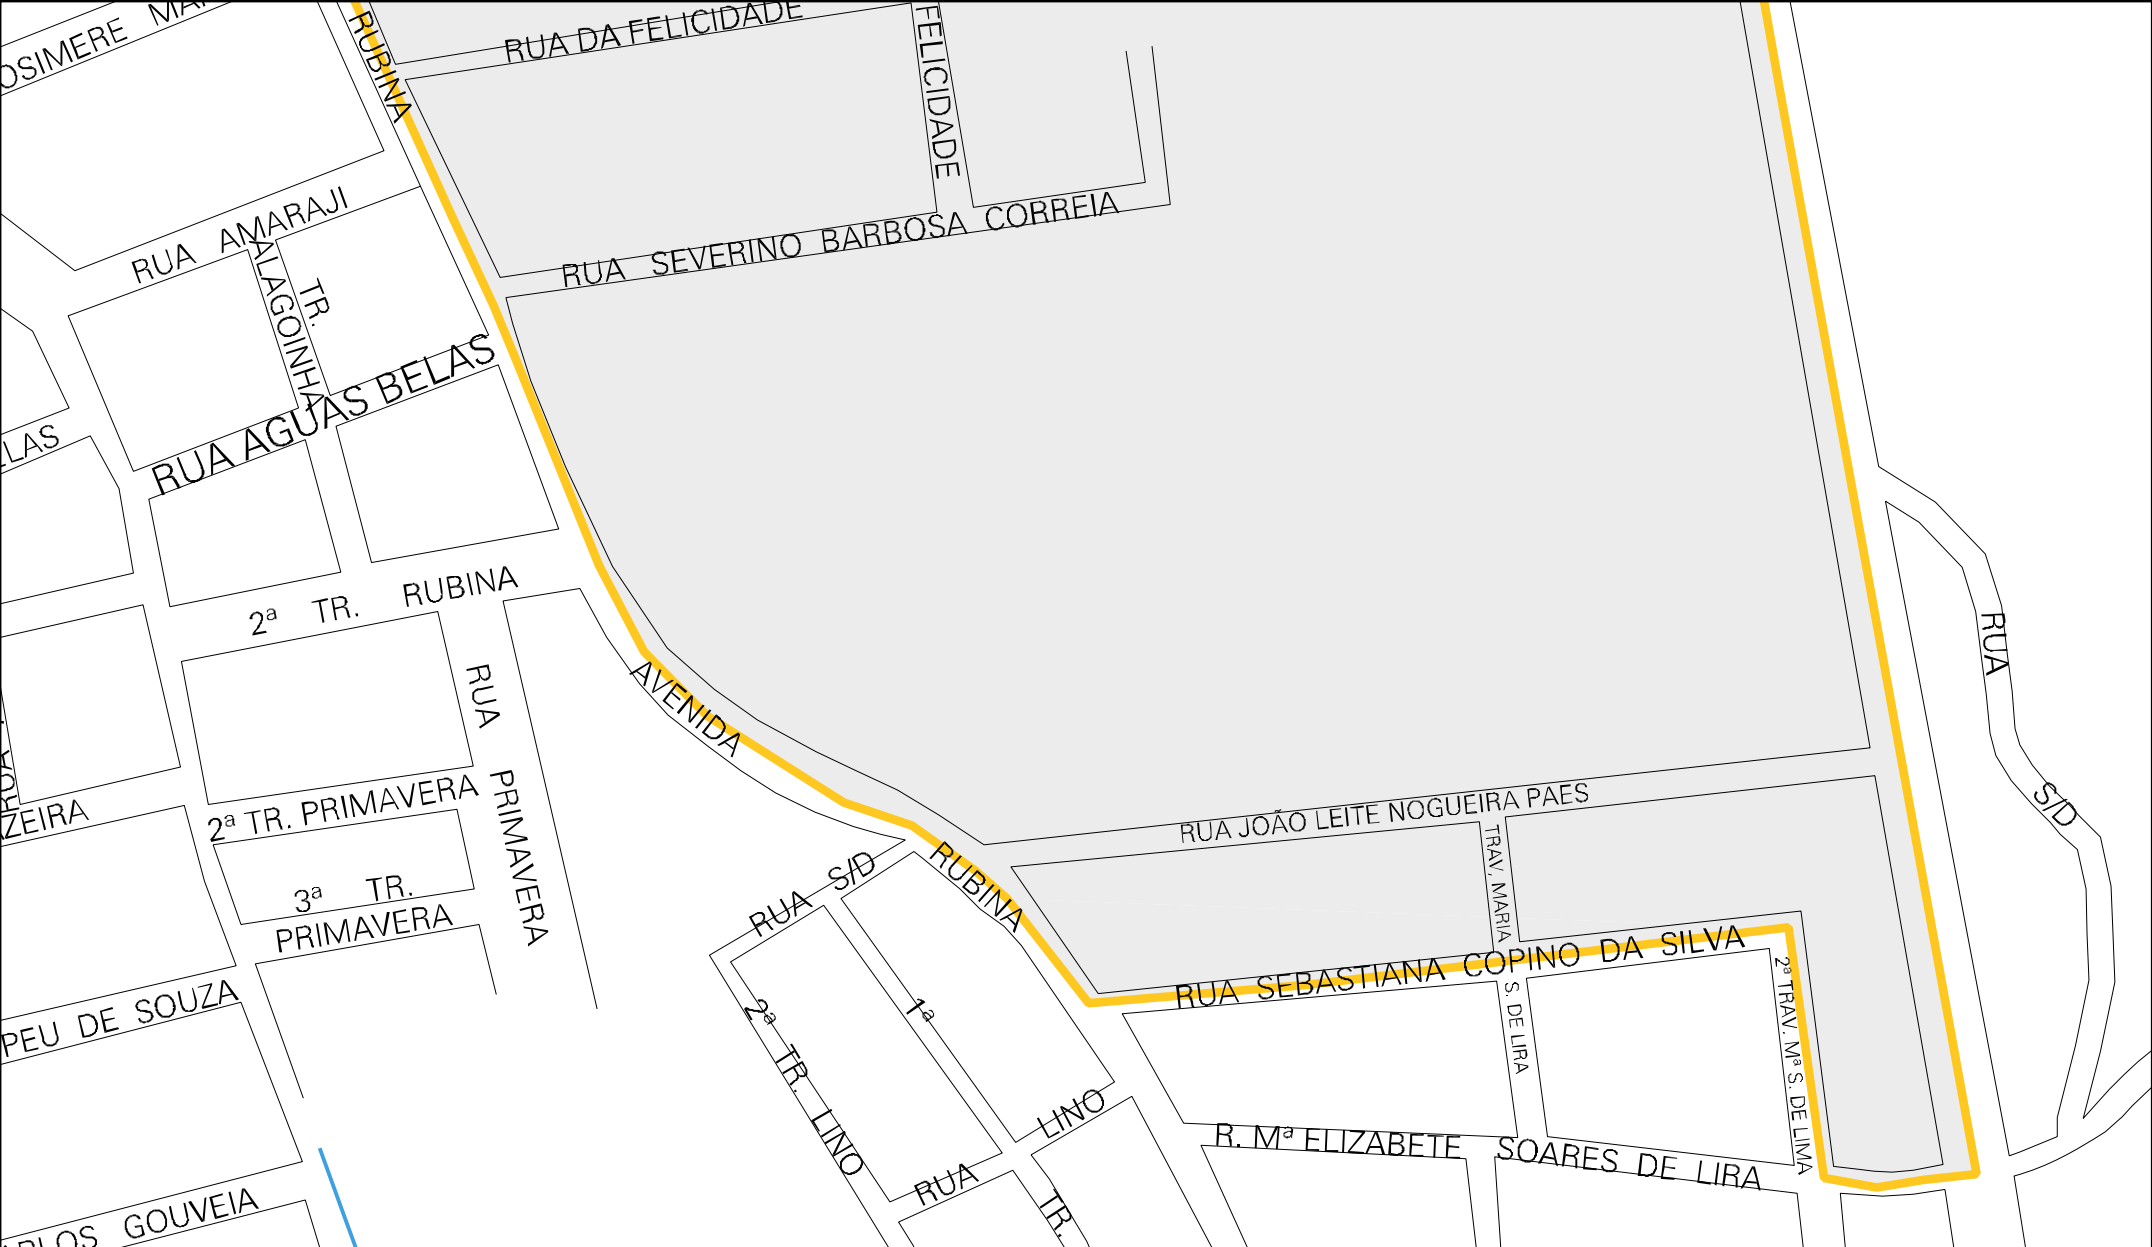 OSIMERE
RUBINA
RUA DA FELICIDADE
FELICIDADE
RUA AMARAJI
TR.
ALAGOINHA
RUA SEVERINO BARBOSA CORREIA
RUA AGUAS BELAS
ELAS
2ª TR. RUBINA
RUA PRIMAVERA
AVENIDA
RUBINA
2ª TR. PRIMAVERA
ZEIRA
3ª TR.
PRIMAVERA
PEU DE SOUZA
RUA S/D
RUA JOÃO LEITE NOGUEIRA PAES
TRAV. MARIA
S. DE LIRA
RUA SEBASTIANA COPINO DA SILVA
2ª TRAV. Mª S. DE LIMA
RUA
S/D
2ª TR. LINO
1ª
TR.
RUA LINO
R. Mª ELIZABETE SOARES DE LIRA
RLOS GOUVEIA